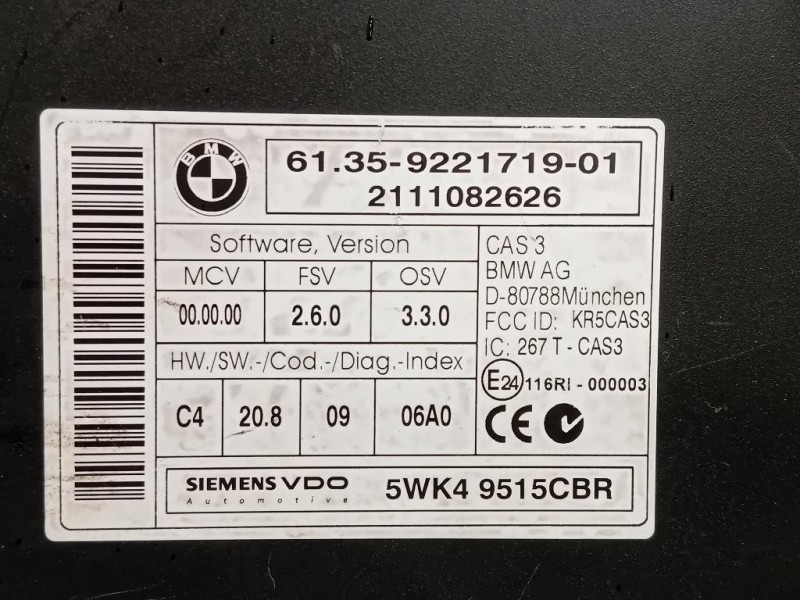 BMW
61.35-9221719-01
2111082626
Software, Version
MCV FSV OSV
00.00.00 2.6.0 3.3.0
HW./SW.-/Cod.-/Diag.-Index
C4 20.8 09 06A0
CAS 3
BMW AG
D-80788München
FCC ID: KR5CAS3
IC: 267 T - CAS3
E24 116RI - 000003
CE
SIEMENS VDO
Automotive
5WK4 9515CBR